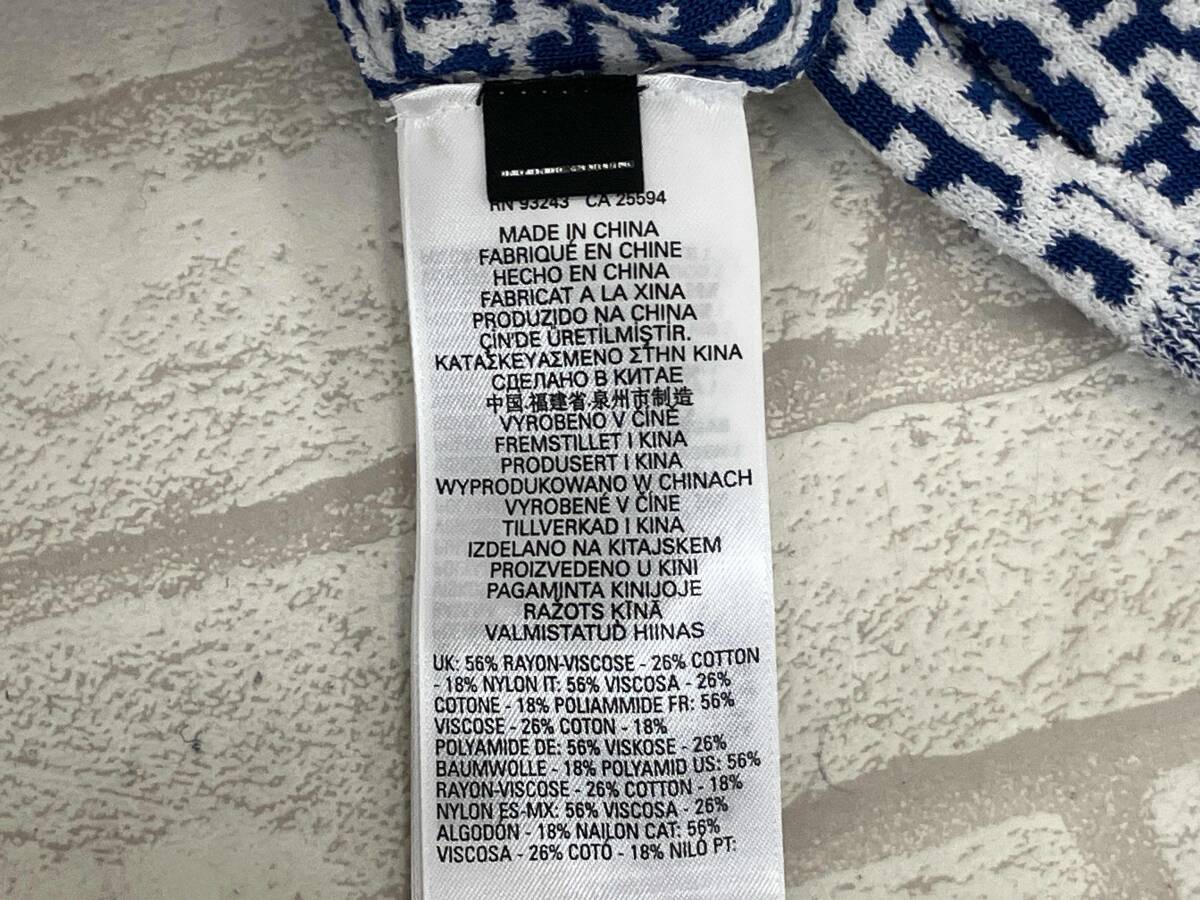 RN 93243 CA 25594
MADE IN CHINA
FABRIQUÉ EN CHINE
HECHO EN CHINA
FABRICAT A LA XINA
PRODUZIDO NA CHINA
ÇİN'DE ÜRETİLMİŞTİR.
ΚΑΤΑΣΚΕΥΑΣΜΕΝΟ ΣΤΗΝ ΚΙΝΑ
СДЕЛАНО В КИТАЕ
中国.福建省.泉州市制造
VYROBENO V ČÍNĚ
FREMSTILLET I KINA
PRODUSERT I KINA
WYPRODUKOWANO W CHINACH
VYROBENÉ V ČÍNE
TILLVERKAD I KINA
IZDELANO NA KITAJSKEM
PROIZVEDENO U KINI
PAGAMINTA KINIJOJE
RAŽOTS ĶĪNĀ
VALMISTATUD HIINAS
UK: 56% RAYON-VISCOSE - 26% COTTON
- 18% NYLON IT: 56% VISCOSA - 26%
COTONE - 18% POLIAMMIDE FR: 56%
VISCOSE - 26% COTON - 18%
POLYAMIDE DE: 56% VISKOSE - 26%
BAUMWOLLE - 18% POLYAMID US: 56%
RAYON-VISCOSE - 26% COTTON - 18%
NYLON ES-MX: 56% VISCOSA - 26%
ALGODÓN - 18% NAILON CAT: 56%
VISCOSA - 26% COTÓ - 18% NILÓ PT: